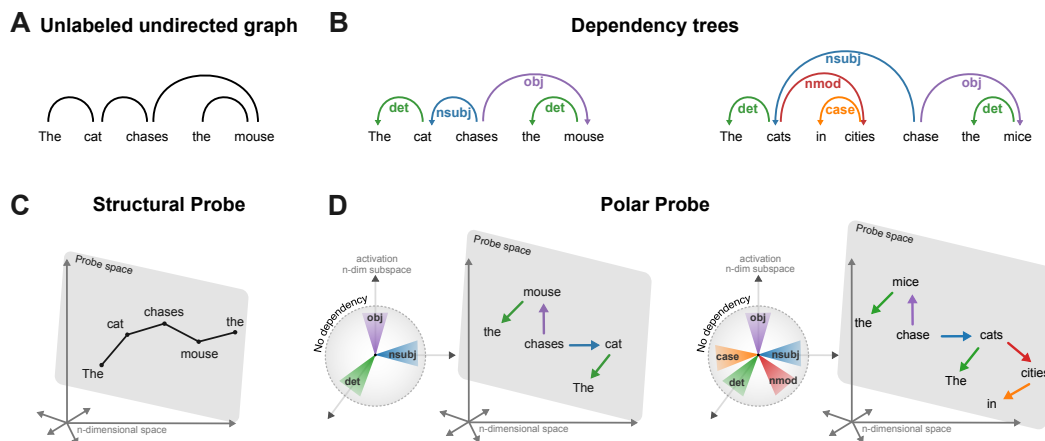 A Unlabeled undirected graph
The cat chases the mouse
B Dependency trees
det nsubj obj det
The cat chases the mouse
nsubj
nmod
obj
det case det
The cats in cities chase the mice
C Structural Probe
Probe space
chases
cat
the
mouse
The
n-dimensional space
D Polar Probe
activation
n-dim subspace
No dependency
obj
nsubj
det
Probe space
mouse
the
chases
cat
The
n-dimensional space
activation
n-dim subspace
No dependency
obj
case
nsubj
det
nmod
Probe space
mice
the
chase
cats
The
cities
in
n-dimensional space